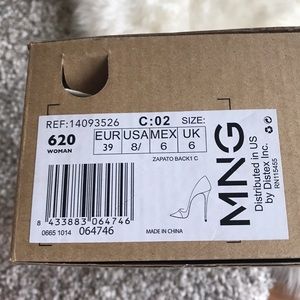 REF:14093526 C:02 SIZE:
620
WOMAN
EUR USA MEX UK
39 8/ 6 6
ZAPATO BACK1 C
8 433883 064746
0665 1014 064746
MADE IN CHINA
MNG
Distributed in US
by Distex Inc.
RN115455